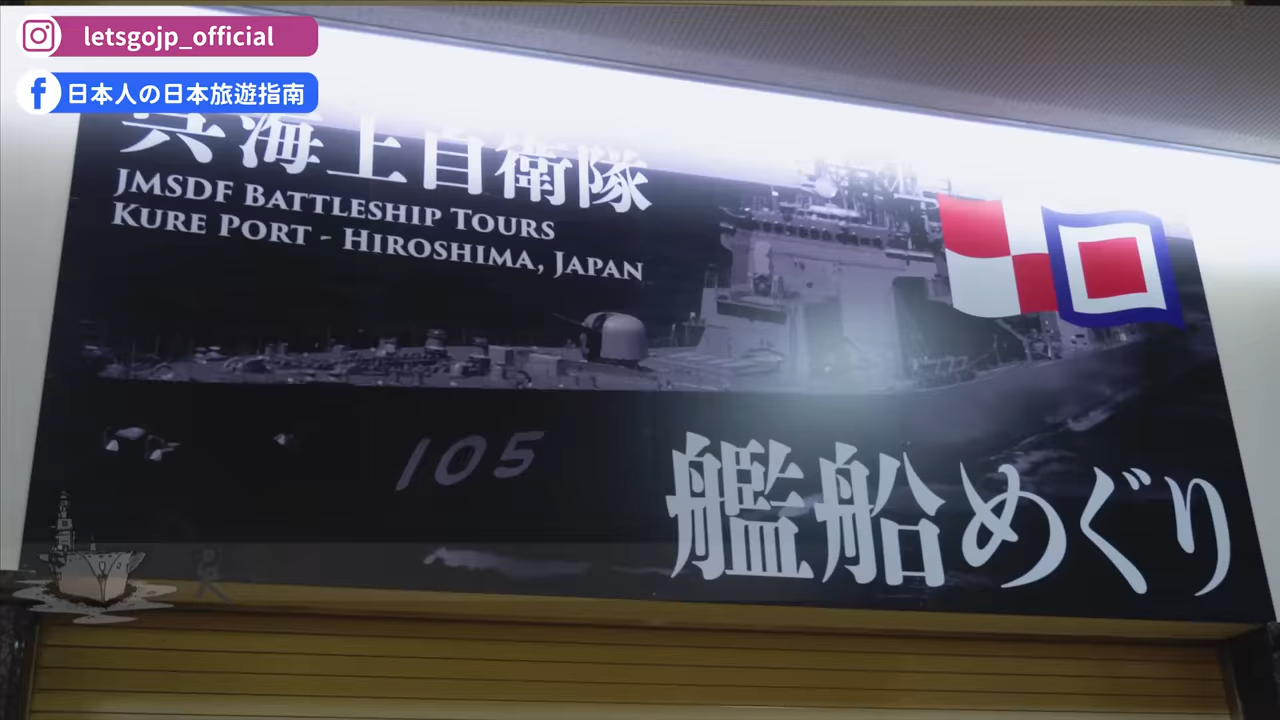 letsgojp_official
日本人の日本旅遊指南
呉海上自衛隊
JMSDF BATTLESHIP TOURS
KURE PORT - HIROSHIMA, JAPAN
105
艦船めぐり